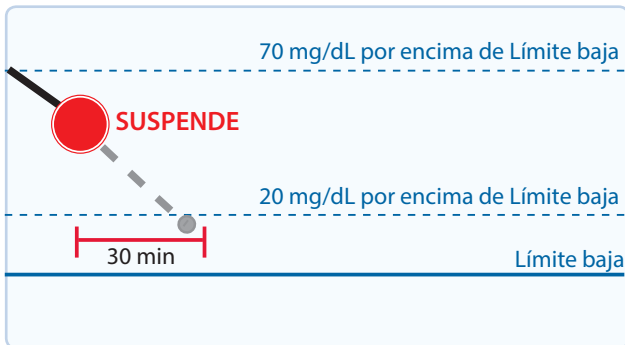 70 mg/dL por encima de Límite baja
SUSPENDE
20 mg/dL por encima de Límite baja
30 min
Límite baja